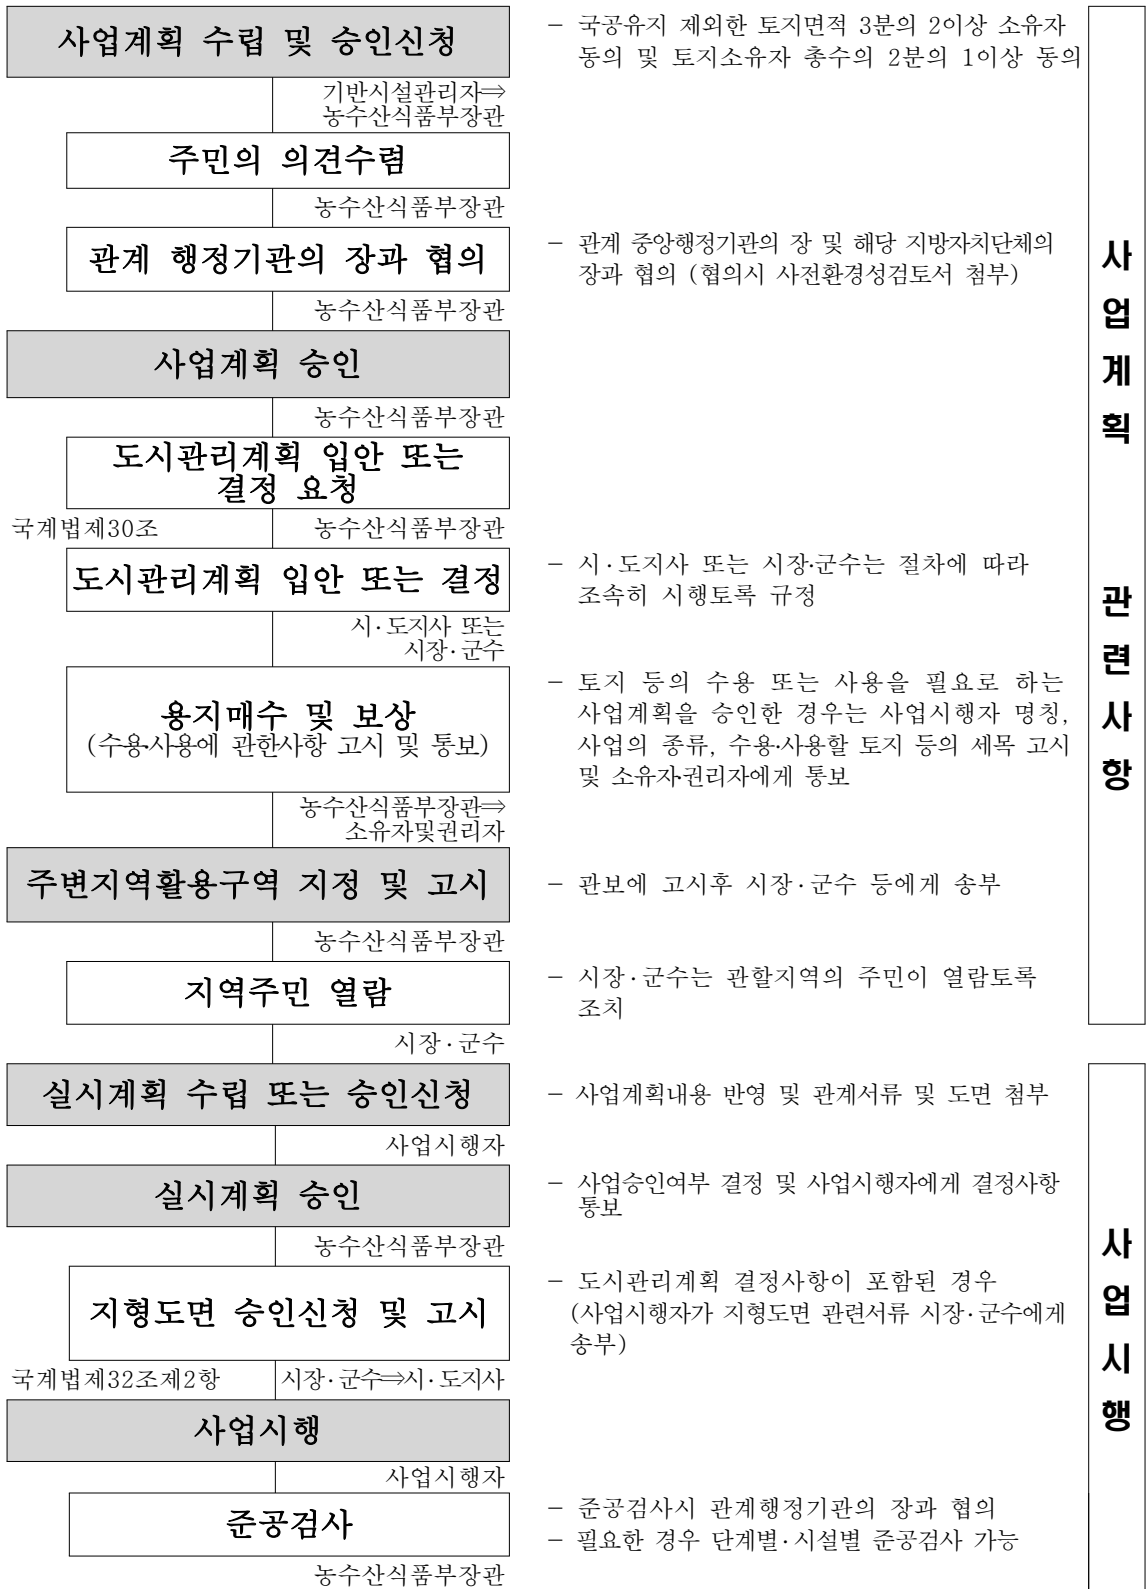 사업계획 수립 및 승인신청
- 국공유지 제외한 토지면적 3분의 2이상 소유자
동의 및 토지소유자 총수의 2분의 1이상 동의
기반시설관리자⇒
농수산식품부장관
주민의 의견수렴
농수산식품부장관
관계 행정기관의 장과 협의
- 관계 중앙행정기관의 장 및 해당 지방자치단체의
장과 협의 (협의시 사전환경성검토서 첨부)
농수산식품부장관
사업계획 승인
농수산식품부장관
도시관리계획 입안 또는
결정 요청
국계법제30조
농수산식품부장관
도시관리계획 입안 또는 결정
- 시·도지사 또는 시장·군수는 절차에 따라
조속히 시행토록 규정
시·도지사 또는
시장·군수
용지매수 및 보상
(수용·사용에 관한사항 고시 및 통보)
- 토지 등의 수용 또는 사용을 필요로 하는
사업계획을 승인한 경우는 사업시행자 명칭,
사업의 종류, 수용·사용할 토지 등의 세목 고시
및 소유자·권리자에게 통보
농수산식품부장관⇒
소유자및권리자
주변지역활용구역 지정 및 고시
- 관보에 고시후 시장·군수 등에게 송부
농수산식품부장관
지역주민 열람
- 시장·군수는 관할지역의 주민이 열람토록
조치
시장·군수
사업계획 관련사항
실시계획 수립 또는 승인신청
- 사업계획내용 반영 및 관계서류 및 도면 첨부
사업시행자
실시계획 승인
- 사업승인여부 결정 및 사업시행자에게 결정사항
통보
농수산식품부장관
지형도면 승인신청 및 고시
- 도시관리계획 결정사항이 포함된 경우
(사업시행자가 지형도면 관련서류 시장·군수에게
송부)
국계법제32조제2항
시장·군수⇒시·도지사
사업시행
사업시행자
준공검사
- 준공검사시 관계행정기관의 장과 협의
- 필요한 경우 단계별·시설별 준공검사 가능
농수산식품부장관
사업시행